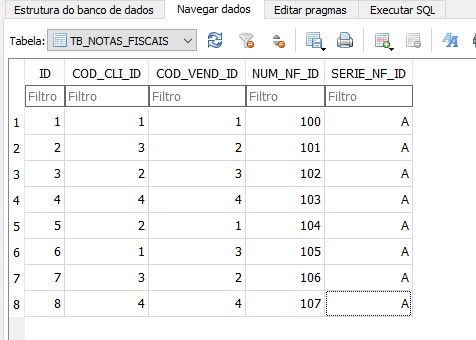 Estrutura do banco de dados Navegar dados Editar pragmas Executar SQL
Tabela: TB_NOTAS_FISCAIS
ID COD_CLI_ID COD_VEND_ID NUM_NF_ID SERIE_NF_ID
Filtro Filtro Filtro Filtro Filtro
1 1 1 1 100 A
2 2 3 2 101 A
3 3 2 3 102 A
4 4 4 4 103 A
5 5 2 1 104 A
6 6 1 3 105 A
7 7 3 2 106 A
8 8 4 4 107 A